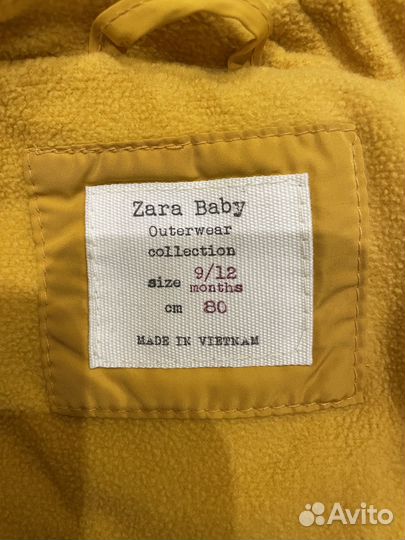 Zara Baby
Outerwear
collection
size 9/12 months
cm 80
MADE IN VIETNAM
Avito